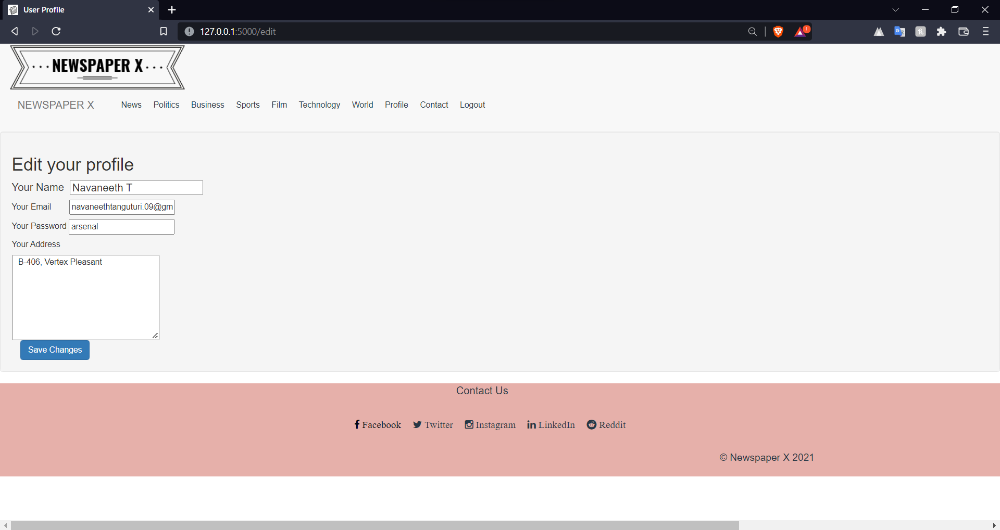 User Profile
127.0.0.1:5000/edit
1
··· NEWSPAPER X ···
NEWSPAPER X News Politics Business Sports Film Technology World Profile Contact Logout
Edit your profile
Your Name Navaneeth T
Your Email navaneethtanguturi.09@gm
Your Password arsenal
Your Address
B-406, Vertex Pleasant
Save Changes
Contact Us
Facebook Twitter Instagram LinkedIn Reddit
© Newspaper X 2021